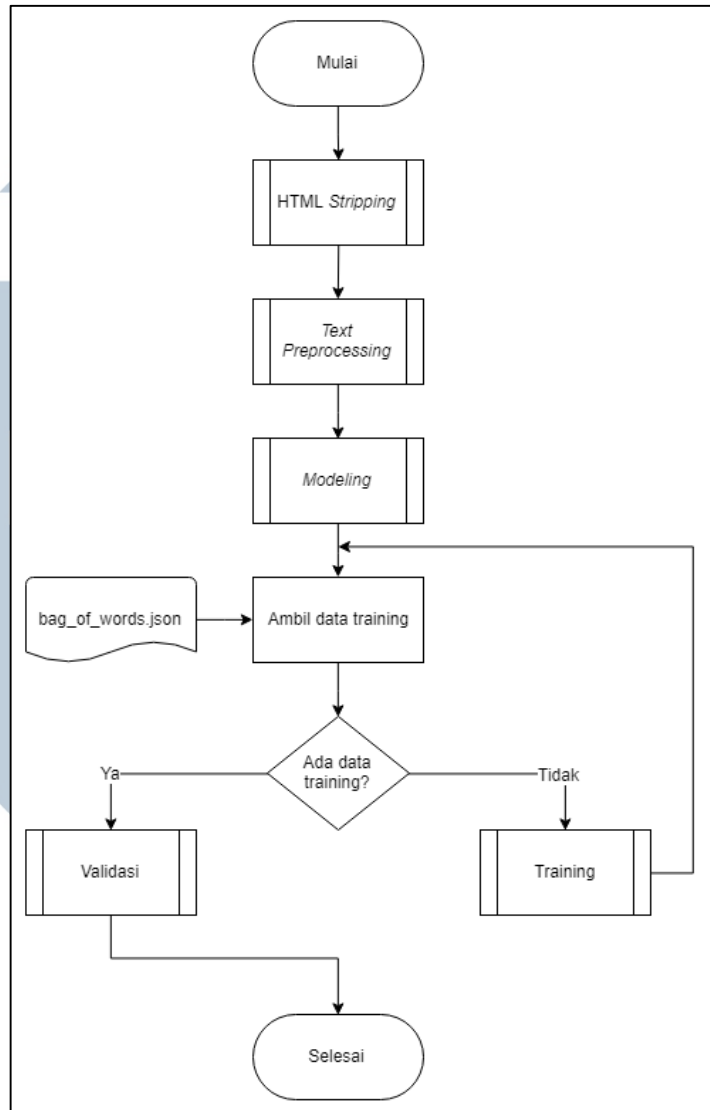 Mulai
HTML Stripping
Text
Preprocessing
Modeling
bag_of_words.json
Ambil data training
Ada data
training?
Ya
Tidak
Validasi
Training
Selesai